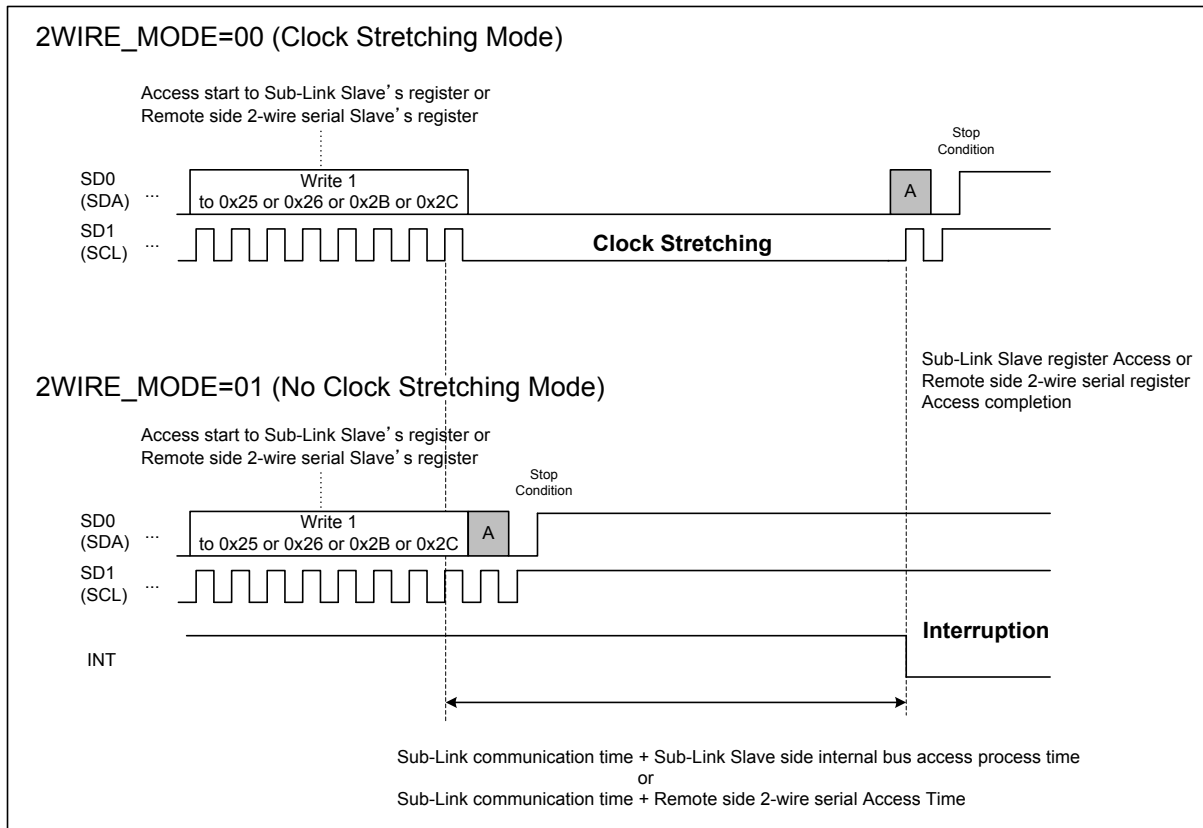 2WIRE_MODE=00 (Clock Stretching Mode)
Access start to Sub-Link Slave’s register or
Remote side 2-wire serial Slave’s register
Stop
Condition
SD0
(SDA) ...
Write 1
to 0x25 or 0x26 or 0x2B or 0x2C
A
SD1
(SCL) ...
Clock Stretching
Sub-Link Slave register Access or
Remote side 2-wire serial register
Access completion
2WIRE_MODE=01 (No Clock Stretching Mode)
Access start to Sub-Link Slave’s register or
Remote side 2-wire serial Slave’s register
Stop
Condition
SD0
(SDA) ...
Write 1
to 0x25 or 0x26 or 0x2B or 0x2C
A
SD1
(SCL) ...
Interruption
INT
Sub-Link communication time + Sub-Link Slave side internal bus access process time
or
Sub-Link communication time + Remote side 2-wire serial Access Time